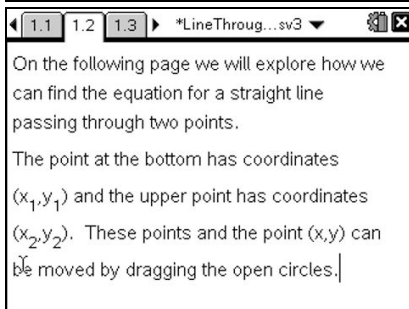 1.1 1.2 1.3 *LineThroug...sv3
On the following page we will explore how we
can find the equation for a straight line
passing through two points.
The point at the bottom has coordinates
(x₁,y₁) and the upper point has coordinates
(x₂,y₂). These points and the point (x,y) can
be moved by dragging the open circles.